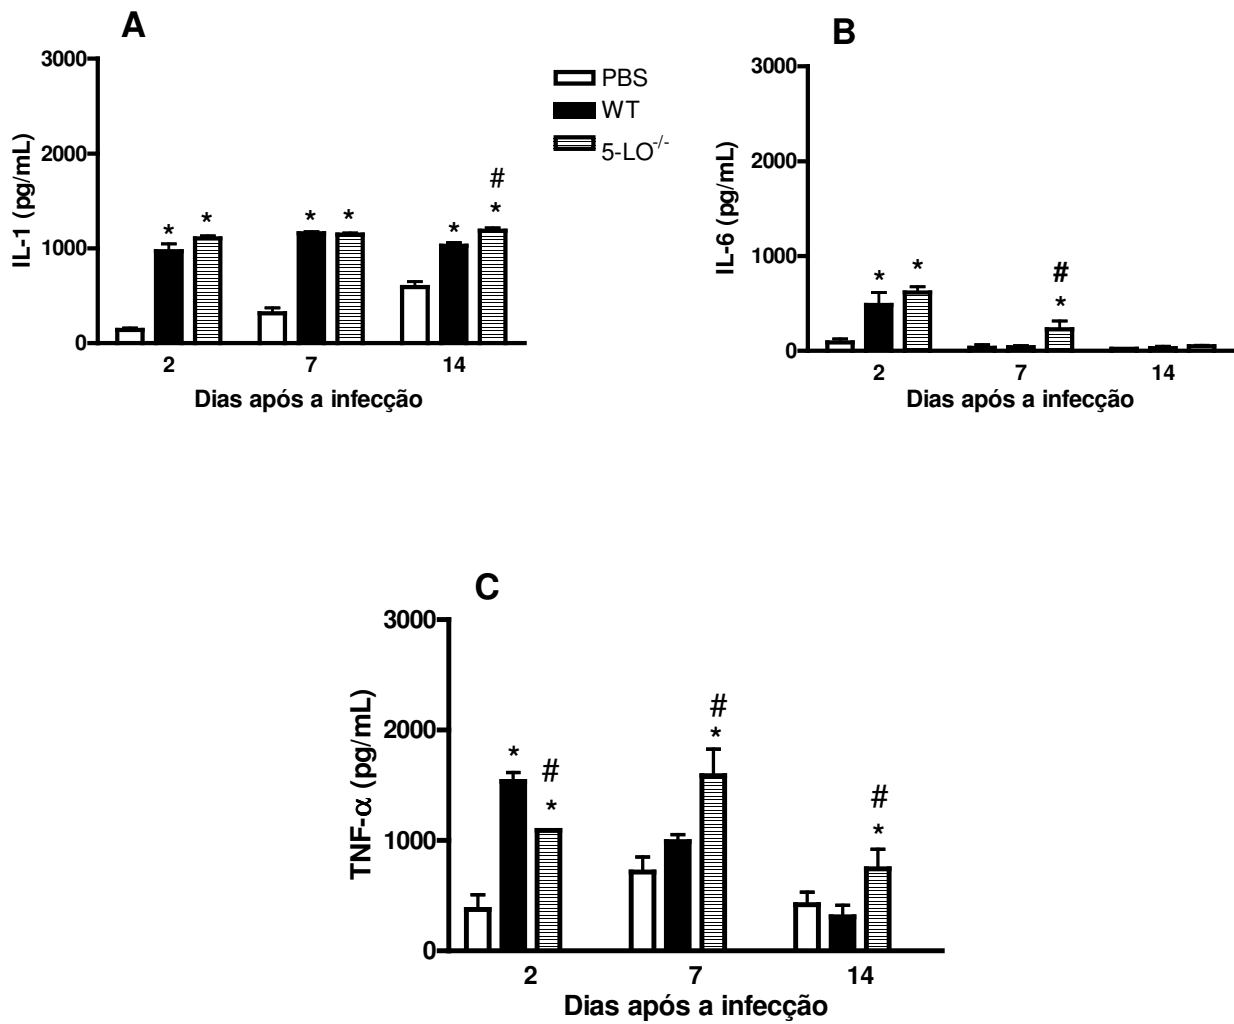 A
3000
2000
1000
0
IL-1 (pg/mL)
* * * * * * #
2 7 14
Dias após a infecção
PBS
WT
5-LO-/-
B
3000
2000
1000
0
IL-6 (pg/mL)
* * * #
2 7 14
Dias após a infecção
C
3000
2000
1000
0
TNF-α (pg/mL)
* * # * # * #
2 7 14
Dias após a infecção